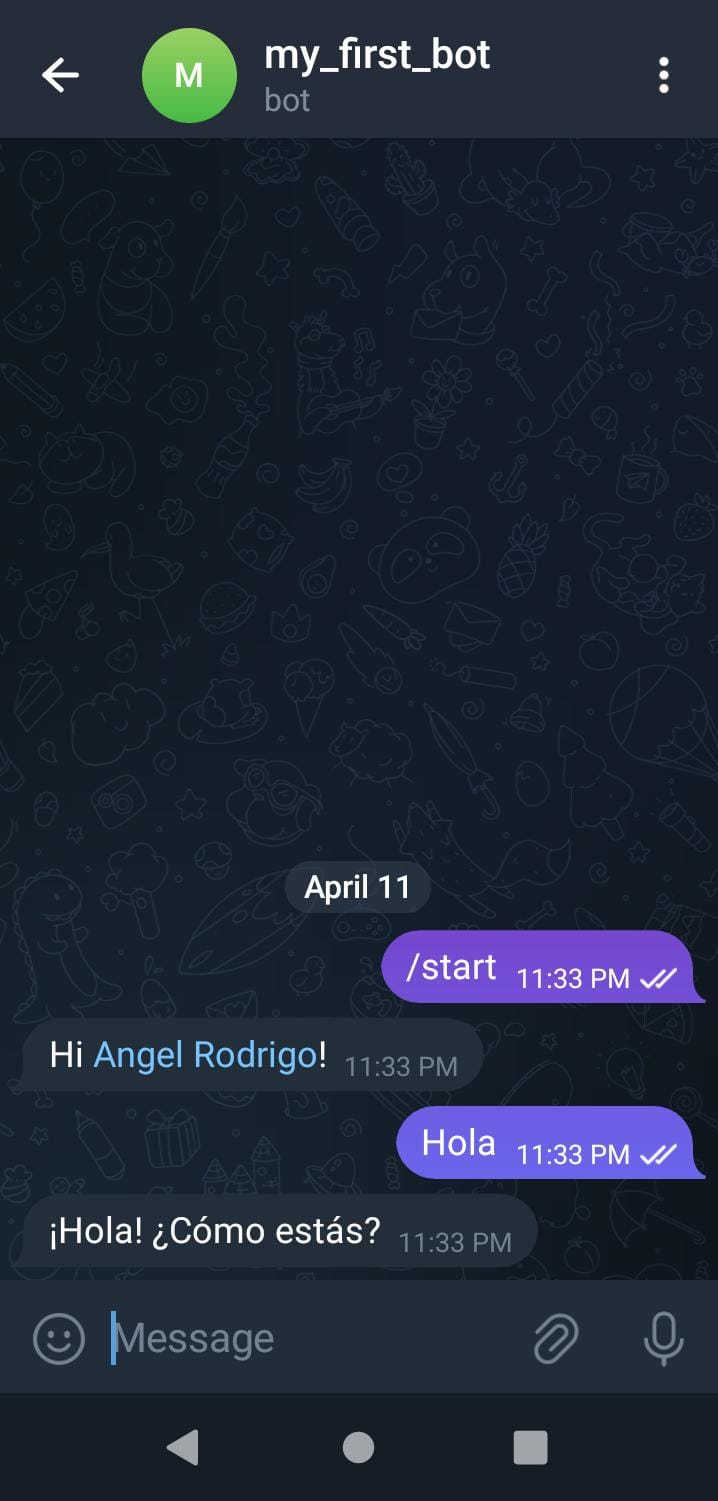 M
my_first_bot
bot
April 11
/start 11:33 PM
Hi Angel Rodrigo! 11:33 PM
Hola 11:33 PM
¡Hola! ¿Cómo estás? 11:33 PM
Message